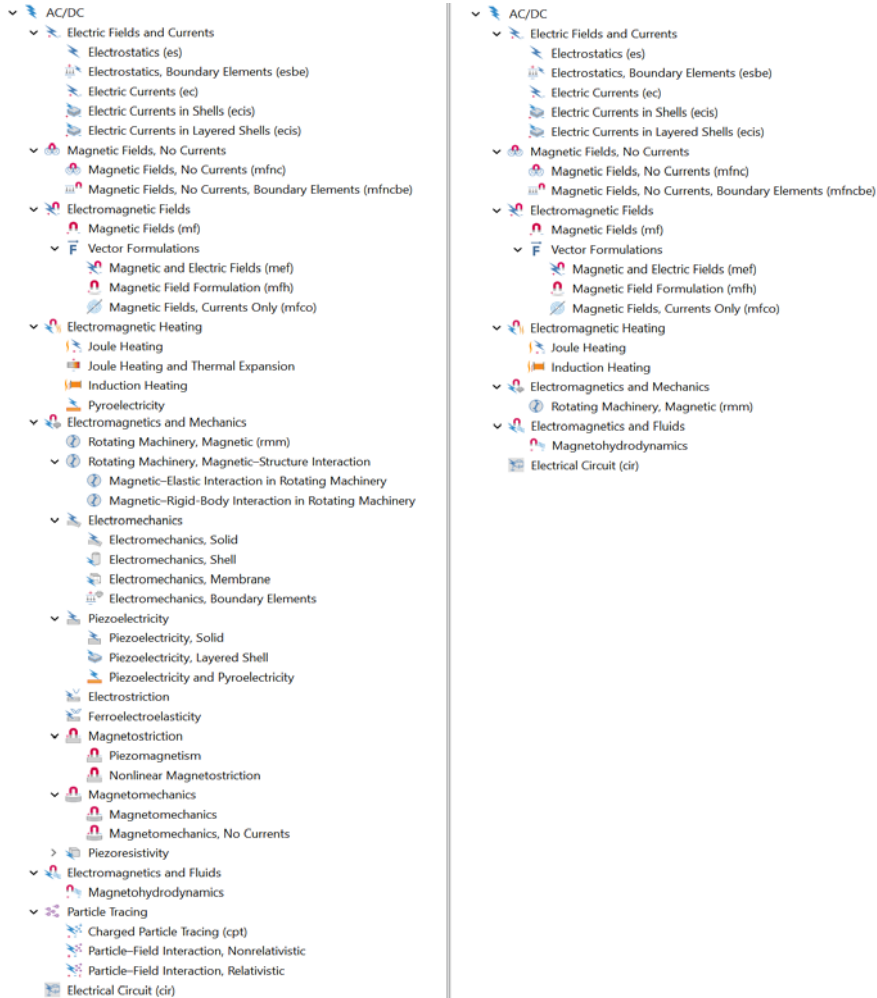 AC/DC
Electric Fields and Currents
Electrostatics (es)
Electrostatics, Boundary Elements (esbe)
Electric Currents (ec)
Electric Currents in Shells (ecis)
Electric Currents in Layered Shells (ecis)
Magnetic Fields, No Currents
Magnetic Fields, No Currents (mfnc)
Magnetic Fields, No Currents, Boundary Elements (mfncbe)
Electromagnetic Fields
Magnetic Fields (mf)
Vector Formulations
Magnetic and Electric Fields (mef)
Magnetic Field Formulation (mfh)
Magnetic Fields, Currents Only (mfco)
Electromagnetic Heating
Joule Heating
Joule Heating and Thermal Expansion
Induction Heating
Pyroelectricity
Electromagnetics and Mechanics
Rotating Machinery, Magnetic (rmm)
Rotating Machinery, Magnetic–Structure Interaction
Magnetic–Elastic Interaction in Rotating Machinery
Magnetic–Rigid-Body Interaction in Rotating Machinery
Electromechanics
Electromechanics, Solid
Electromechanics, Shell
Electromechanics, Membrane
Electromechanics, Boundary Elements
Piezoelectricity
Piezoelectricity, Solid
Piezoelectricity, Layered Shell
Piezoelectricity and Pyroelectricity
Electrostriction
Ferroelectroelasticity
Magnetostriction
Piezomagnetism
Nonlinear Magnetostriction
Magnetomechanics
Magnetomechanics
Magnetomechanics, No Currents
Piezoresistivity
Electromagnetics and Fluids
Magnetohydrodynamics
Particle Tracing
Charged Particle Tracing (cpt)
Particle–Field Interaction, Nonrelativistic
Particle–Field Interaction, Relativistic
Electrical Circuit (cir)
AC/DC
Electric Fields and Currents
Electrostatics (es)
Electrostatics, Boundary Elements (esbe)
Electric Currents (ec)
Electric Currents in Shells (ecis)
Electric Currents in Layered Shells (ecis)
Magnetic Fields, No Currents
Magnetic Fields, No Currents (mfnc)
Magnetic Fields, No Currents, Boundary Elements (mfncbe)
Electromagnetic Fields
Magnetic Fields (mf)
Vector Formulations
Magnetic and Electric Fields (mef)
Magnetic Field Formulation (mfh)
Magnetic Fields, Currents Only (mfco)
Electromagnetic Heating
Joule Heating
Induction Heating
Electromagnetics and Mechanics
Rotating Machinery, Magnetic (rmm)
Electromagnetics and Fluids
Magnetohydrodynamics
Electrical Circuit (cir)